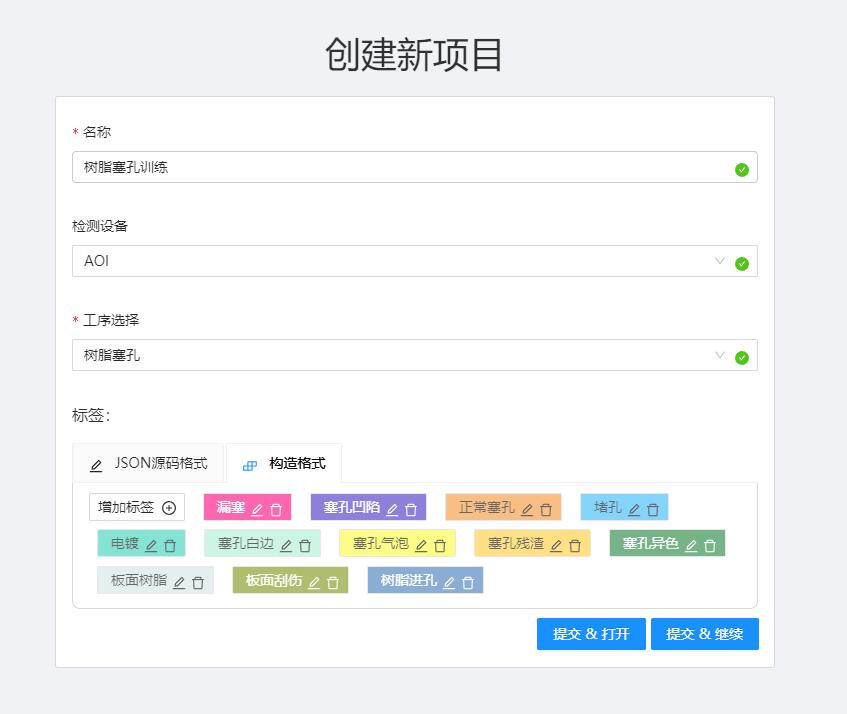 创建新项目
* 名称
树脂塞孔训练
检测设备
AOI
* 工序选择
树脂塞孔
标签：
JSON源码格式 构造格式
增加标签 漏塞 塞孔凹陷 正常塞孔 堵孔
电镀 塞孔白边 塞孔气泡 塞孔残渣 塞孔异色
板面树脂 板面刮伤 树脂进孔
提交 & 打开 提交 & 继续